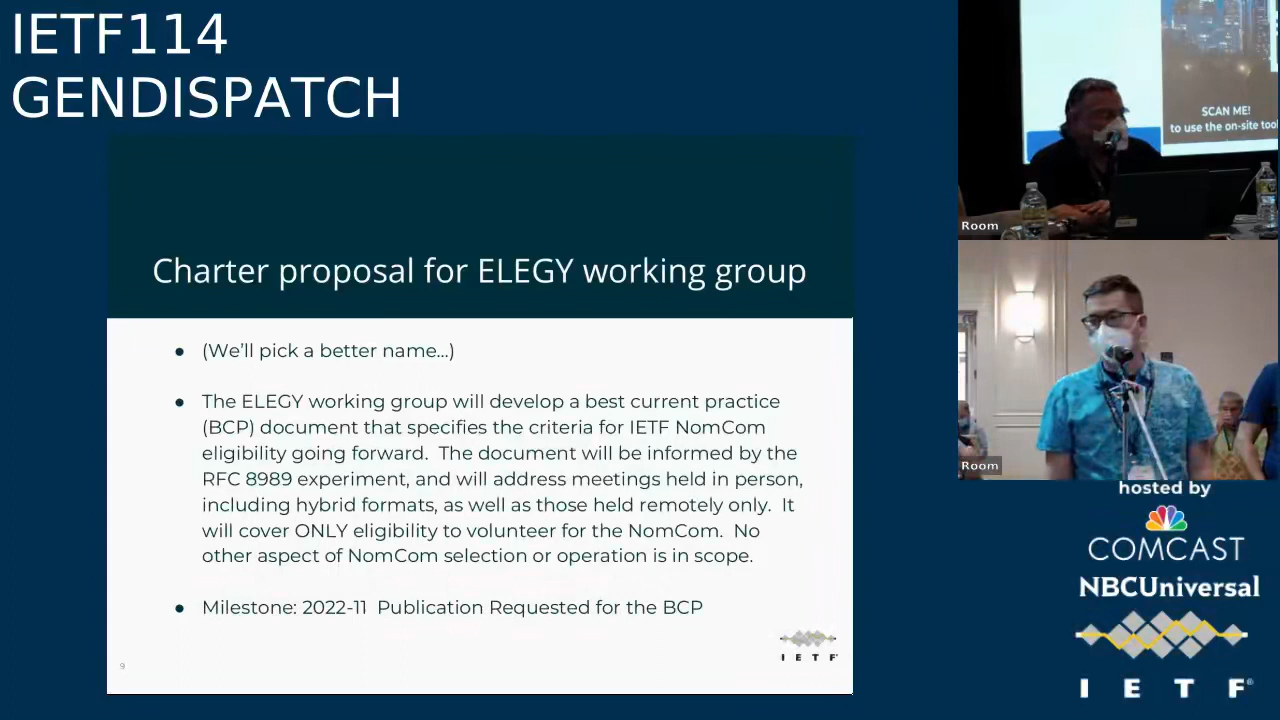 IETF114
GENDISPATCH
SCAN ME!
to use the on-site tool
Room
Charter proposal for ELEGY working group
● (We'll pick a better name...)
● The ELEGY working group will develop a best current practice
(BCP) document that specifies the criteria for IETF NomCom
eligibility going forward. The document will be informed by the
RFC 8989 experiment, and will address meetings held in person,
including hybrid formats, as well as those held remotely only. It
will cover ONLY eligibility to volunteer for the NomCom. No
other aspect of NomCom selection or operation is in scope.
● Milestone: 2022-11 Publication Requested for the BCP
I E T F
9
Room
hosted by
COMCAST
NBCUniversal
I E T F